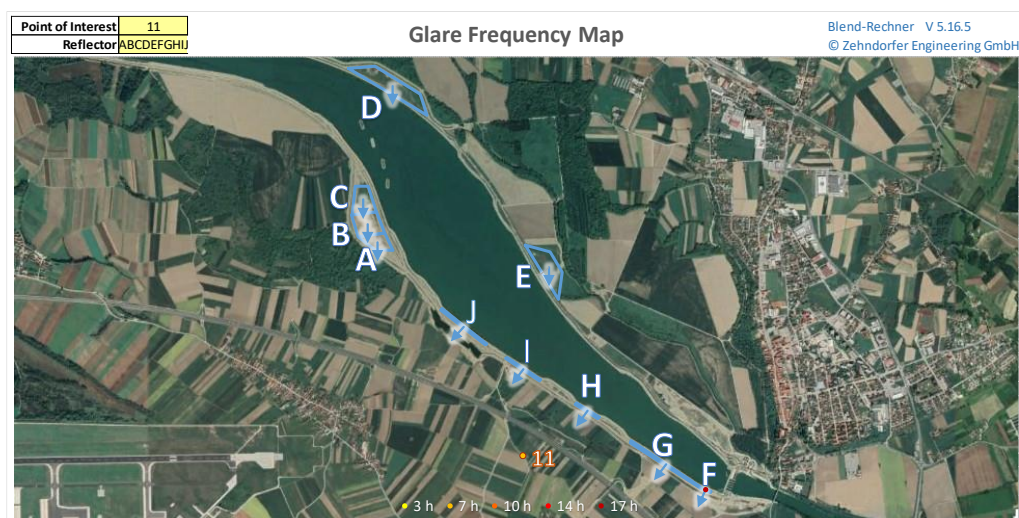 Point of Interest 11
Reflector ABCDEFGHIJ
Glare Frequency Map
Blend-Rechner V 5.16.5
© Zehndorfer Engineering GmbH
D
C
B
A
E
J
I
H
G
F
11
3 h 7 h 10 h 14 h 17 h